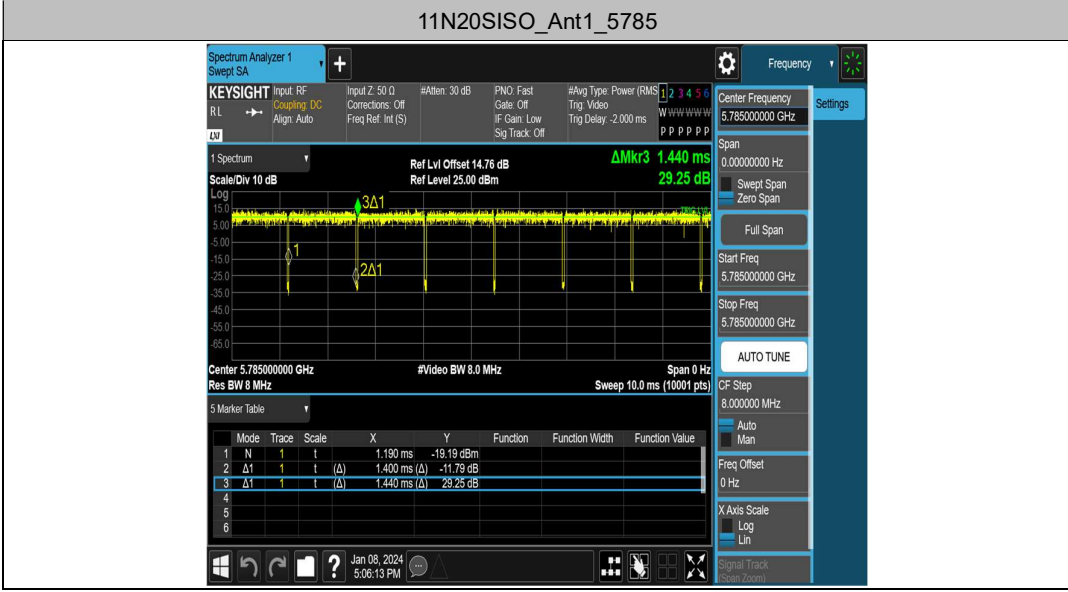 11N20SISO_Ant1_5785
Spectrum Analyzer 1
Swept SA
+
Frequency
KEYSIGHT
RL
LXI
Input: RF
Coupling: DC
Align: Auto
Input Z: 50 Ω
Corrections: Off
Freq Ref: Int (S)
#Atten: 30 dB
PNO: Fast
Gate: Off
IF Gain: Low
Sig Track: Off
#Avg Type: Power (RMS
Trig: Video
Trig Delay: -2.000 ms
1 2 3 4 5 6
W W W W W W
P P P P P P
Center Frequency
5.785000000 GHz
Settings
Span
0.00000000 Hz
Swept Span
Zero Span
Full Span
Start Freq
5.785000000 GHz
Stop Freq
5.785000000 GHz
AUTO TUNE
CF Step
8.000000 MHz
Auto
Man
Freq Offset
0 Hz
X Axis Scale
Log
Lin
Signal Track
(Span Zoom)
1 Spectrum
Scale/Div 10 dB
Ref Lvl Offset 14.76 dB
Ref Level 25.00 dBm
ΔMkr3 1.440 ms
29.25 dB
Log
15.0
5.00
-5.00
-15.0
-25.0
-35.0
-45.0
-55.0
-65.0
3Δ1
1
2Δ1
Center 5.785000000 GHz
#Video BW 8.0 MHz
Span 0 Hz
Res BW 8 MHz
Sweep 10.0 ms (10001 pts)
5 Marker Table
Mode Trace Scale X Y Function Function Width Function Value
1 N 1 t 1.190 ms -19.19 dBm
2 Δ1 1 t (Δ) 1.400 ms (Δ) -11.79 dB
3 Δ1 1 t (Δ) 1.440 ms (Δ) 29.25 dB
4
5
6
?
Jan 08, 2024
5:06:13 PM